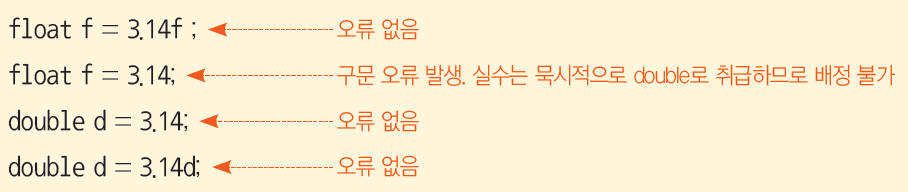 float f = 3.14f ; 오류 없음
float f = 3.14; 구문 오류 발생. 실수는 묵시적으로 double로 취급하므로 배정 불가
double d = 3.14; 오류 없음
double d = 3.14d; 오류 없음